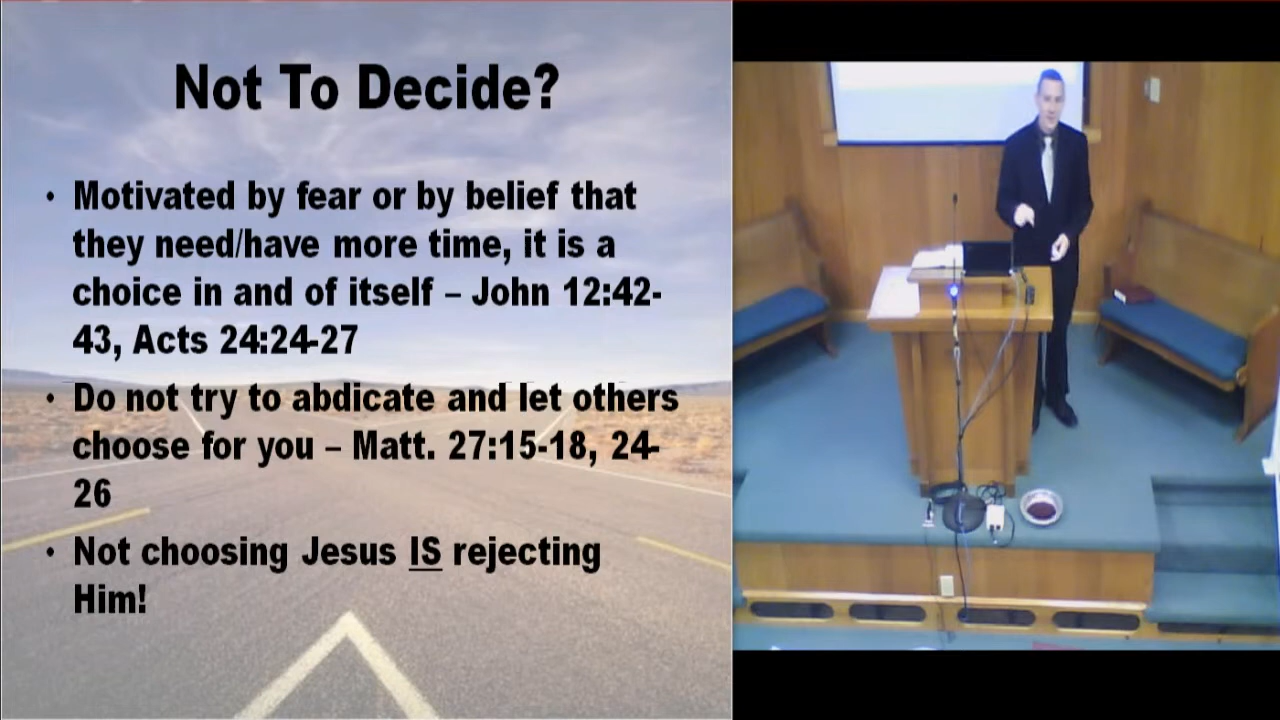 Not To Decide?
• Motivated by fear or by belief that
they need/have more time, it is a
choice in and of itself – John 12:42-
43, Acts 24:24-27
• Do not try to abdicate and let others
choose for you – Matt. 27:15-18, 24-
26
• Not choosing Jesus IS rejecting
Him!